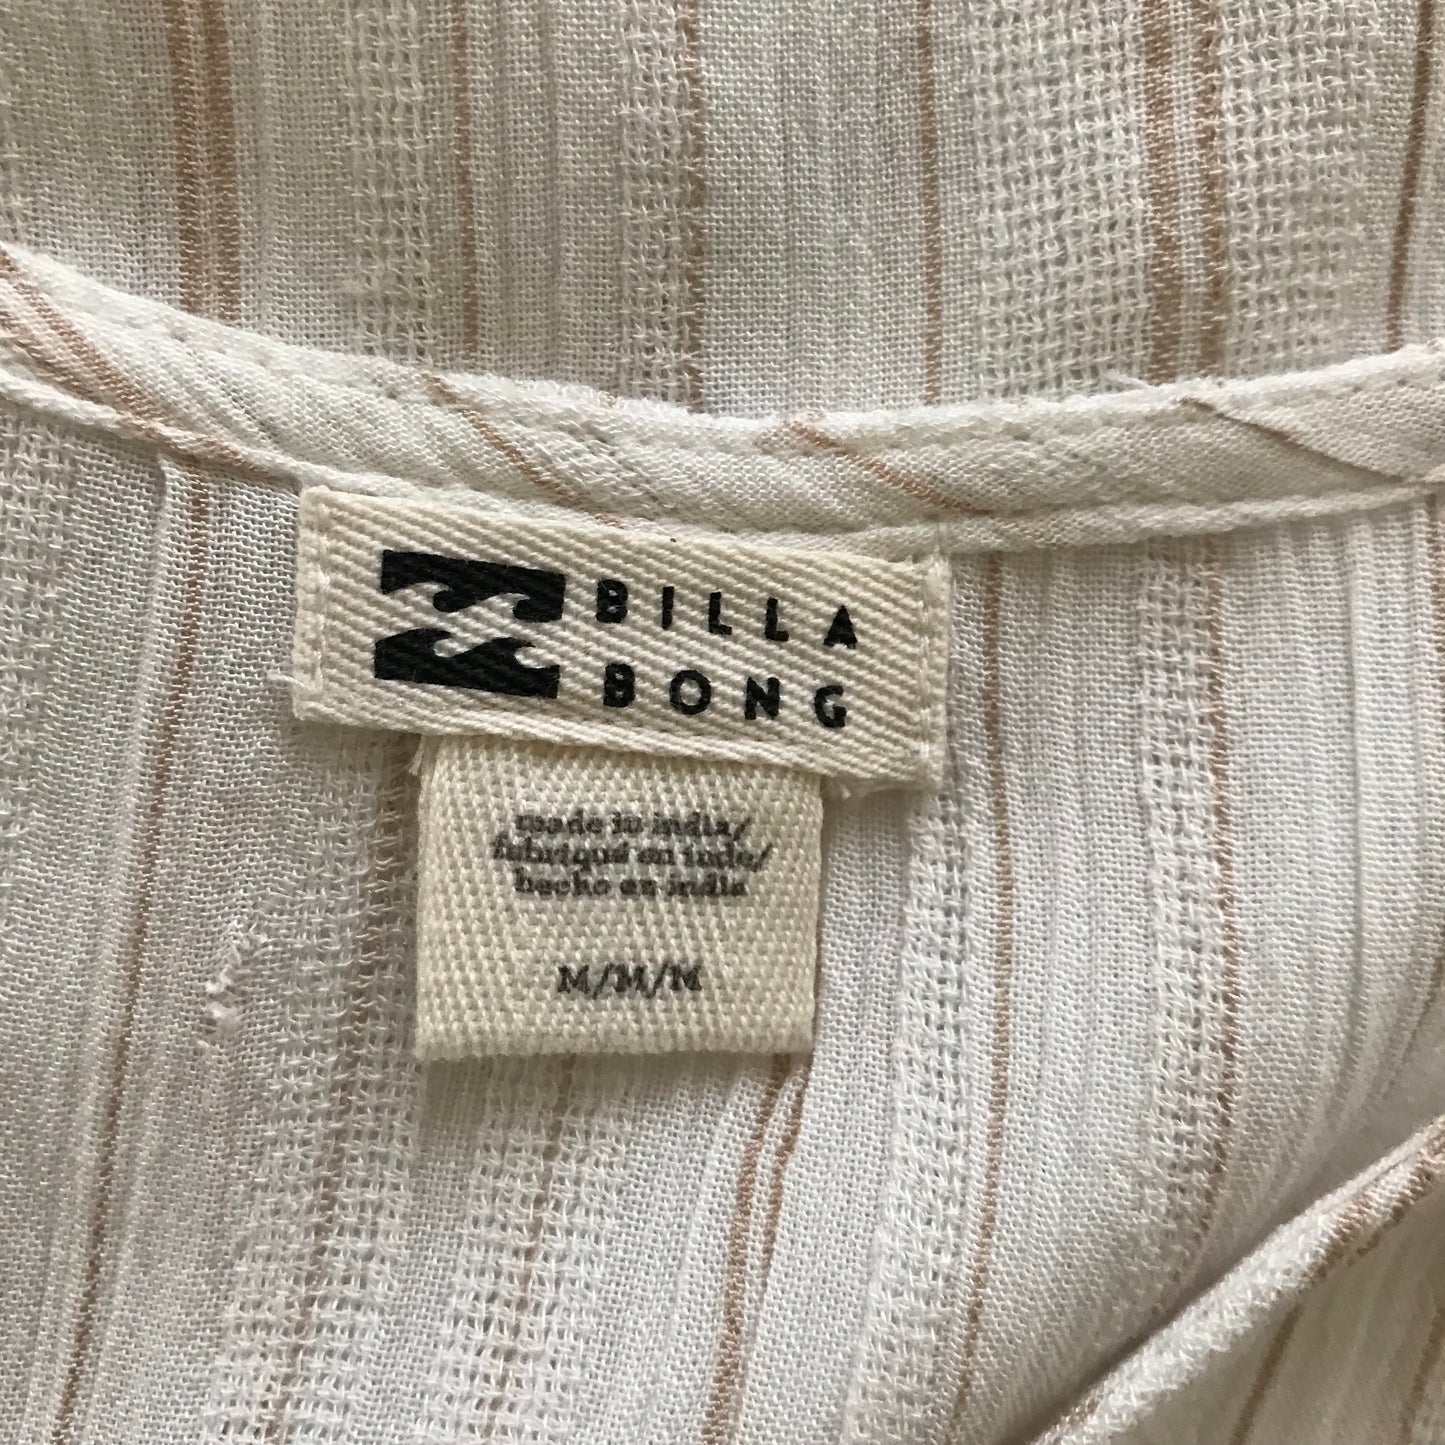 BILLA
BONG
made in india/
fabriqué en inde/
hecho en india
M/M/M